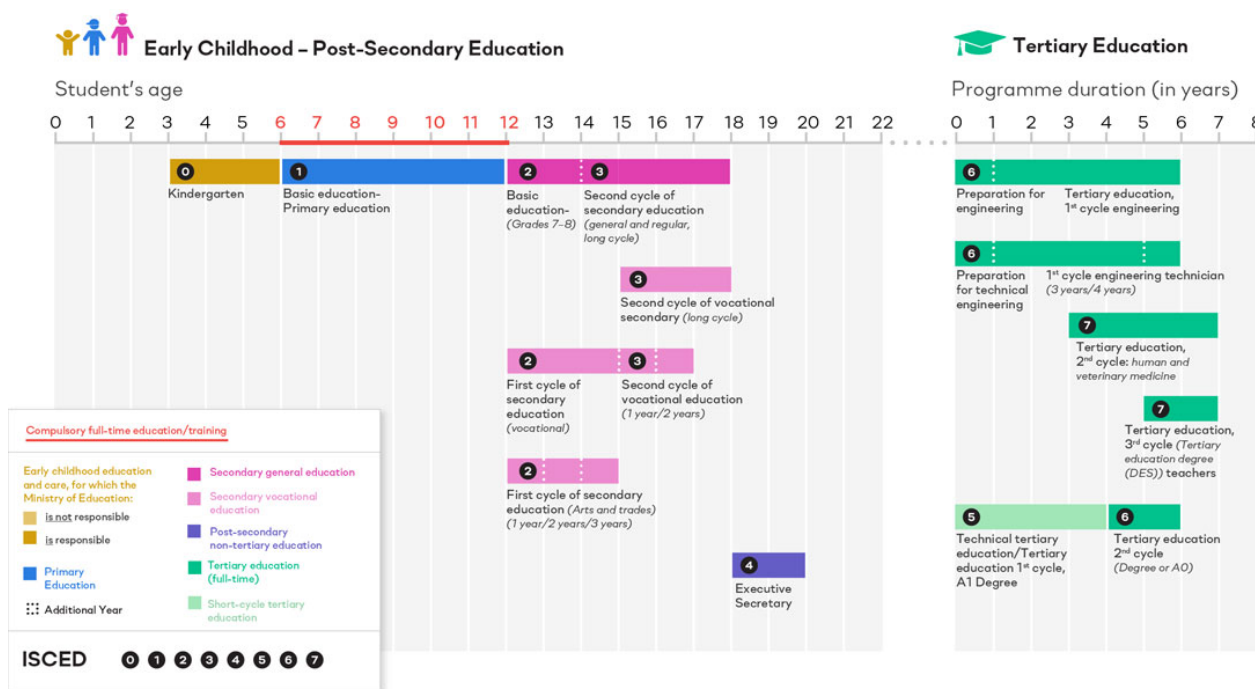 Early Childhood – Post-Secondary Education
Student's age
0 1 2 3 4 5 6 7 8 9 10 11 12 13 14 15 16 17 18 19 20 21 22
0
Kindergarten
1
Basic education-
Primary education
2
Basic
education-
(Grades 7–8)
3
Second cycle of
secondary education
(general and regular,
long cycle)
3
Second cycle of vocational
secondary (long cycle)
2
First cycle of
secondary
education
(vocational)
3
Second cycle of
vocational education
(1 year/2 years)
2
First cycle of secondary
education (Arts and trades)
(1 year/2 years/3 years)
4
Executive
Secretary
Tertiary Education
Programme duration (in years)
0 1 2 3 4 5 6 7 8
6
Preparation for
engineering
Tertiary education,
1st cycle engineering
6
Preparation
for technical
engineering
1st cycle engineering technician
(3 years/4 years)
7
Tertiary education,
2nd cycle: human and
veterinary medicine
7
Tertiary education,
3rd cycle (Tertiary
education degree
(DES)) teachers
5
Technical tertiary
education/Tertiary
education 1st cycle,
A1 Degree
6
Tertiary education
2nd cycle
(Degree or A0)
Compulsory full-time education/training
Early childhood education
and care, for which the
Ministry of Education:
is not responsible
is responsible
Primary
Education
Additional Year
Secondary general education
Secondary vocational
education
Post-secondary
non-tertiary education
Tertiary education
(full-time)
Short-cycle tertiary
education
ISCED 0 1 2 3 4 5 6 7